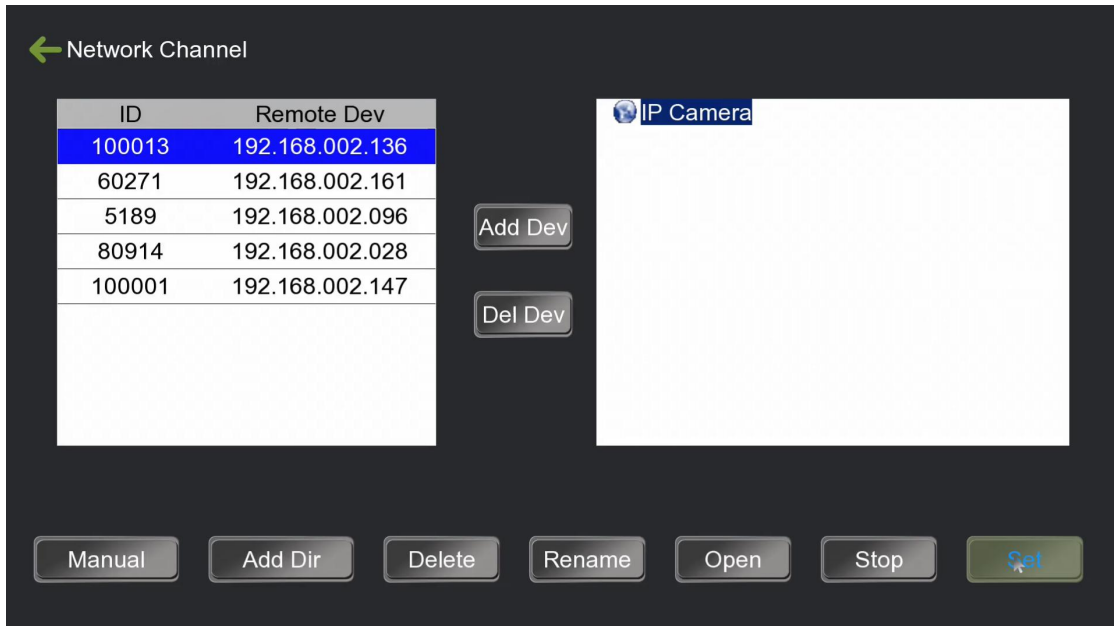 Network Channel
ID Remote Dev
100013 192.168.002.136
60271 192.168.002.161
5189 192.168.002.096
80914 192.168.002.028
100001 192.168.002.147
IP Camera
Add Dev
Del Dev
Manual Add Dir Delete Rename Open Stop Set